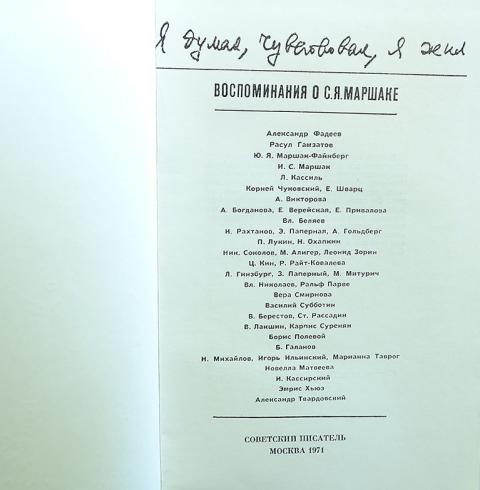 Я думал, чувствовал, я жил
ВОСПОМИНАНИЯ О С.Я.МАРШАКЕ
Александр Фадеев
Расул Гамзатов
Ю. Я. Маршак-Файнберг
И. С. Маршак
Л. Кассиль
Корней Чуковский, Е. Шварц
А. Викторова
А. Богданова, Е. Верейская, Е. Привалова
Вл. Беляев
И. Рахтанов, Э. Паперная, А. Гольдберг
П. Лукин, Н. Охапкин
Ник. Соколов, М. Алигер, Леонид Зорин
Ц. Кин, Р. Райт-Ковалева
Л. Гинзбург, З. Паперный, М. Митурич
Вл. Николаев, Ральф Парве
Вера Смирнова
Василий Субботин
В. Берестов, Ст. Рассадин
В. Лакшин, Карпис Суренян
Борис Полевой
Б. Галанов
Н. Михайлов, Игорь Ильинский, Марианна Таврог
Новелла Матвеева
И. Кассирский
Эмрис Хьюз
Александр Твардовский
СОВЕТСКИЙ ПИСАТЕЛЬ
МОСКВА 1971